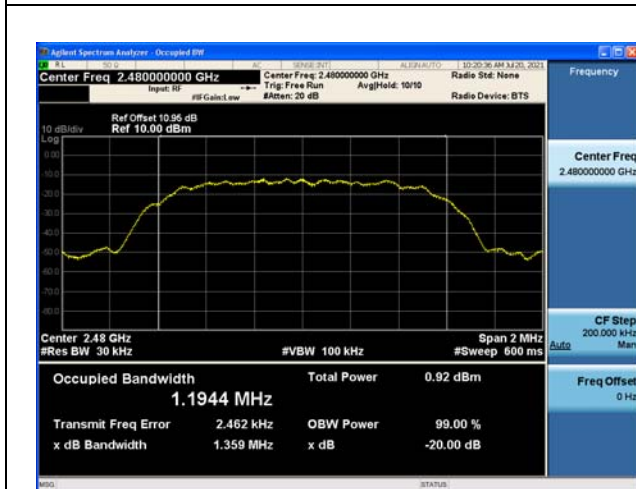 Agilent Spectrum Analyzer - Occupied BW
RL 50 Ω AC SENSE:INT ALIGNAUTO 10:20:36 AM Jul 20, 2021
Center Freq 2.480000000 GHz
Input: RF
#IFGain:Low
Center Freq: 2.480000000 GHz
Trig: Free Run Avg|Hold: 10/10
#Atten: 20 dB
Radio Std: None
Radio Device: BTS
Frequency
Ref Offset 10.95 dB
10 dB/div Ref 10.00 dBm
Log
0.00
-10.0
-20.0
-30.0
-40.0
-50.0
-60.0
-70.0
-80.0
Center Freq
2.480000000 GHz
Center 2.48 GHz Span 2 MHz
#Res BW 30 kHz #VBW 100 kHz #Sweep 600 ms
CF Step
200.000 kHz
Auto Man
Occupied Bandwidth Total Power 0.92 dBm
1.1944 MHz
Freq Offset
0 Hz
Transmit Freq Error 2.462 kHz OBW Power 99.00 %
x dB Bandwidth 1.359 MHz x dB -20.00 dB
MSG STATUS